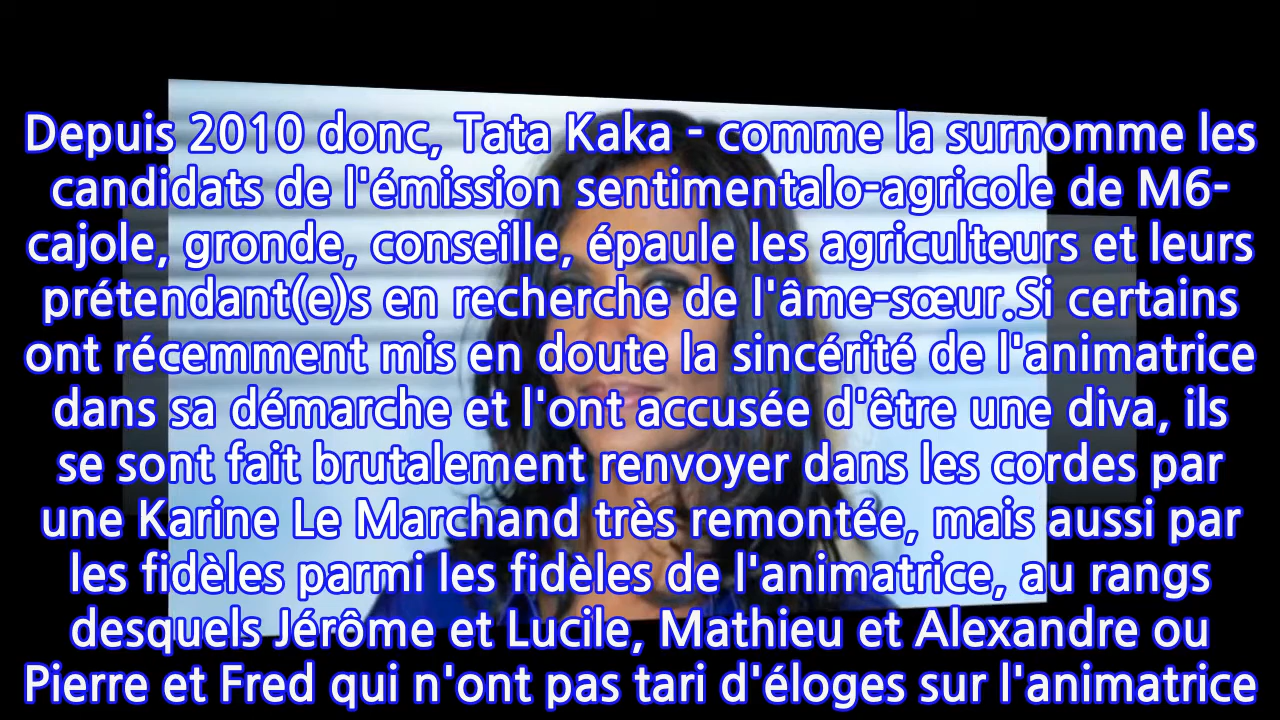 Depuis 2010 donc, Tata Kaka - comme la surnomme les
candidats de l'émission sentimentalo-agricole de M6-
cajole, gronde, conseille, épaule les agriculteurs et leurs
prétendant(e)s en recherche de l'âme-sœur.Si certains
ont récemment mis en doute la sincérité de l'animatrice
dans sa démarche et l'ont accusée d'être une diva, ils
se sont fait brutalement renvoyer dans les cordes par
une Karine Le Marchand très remontée, mais aussi par
les fidèles parmi les fidèles de l'animatrice, au rangs
desquels Jérôme et Lucile, Mathieu et Alexandre ou
Pierre et Fred qui n'ont pas tari d'éloges sur l'animatrice